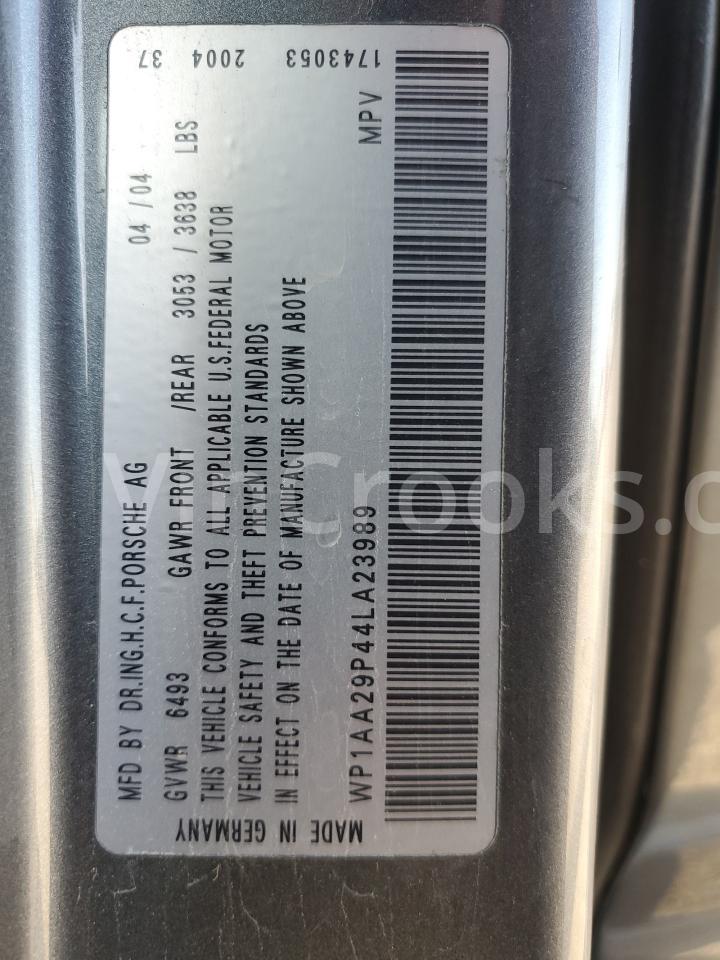 MFD BY DR.ING.H.C.F.PORSCHE AG 04 /04
GVWR 6493 GAWR FRONT /REAR 3053 / 3638 LBS
THIS VEHICLE CONFORMS TO ALL APPLICABLE U.S.FEDERAL MOTOR
VEHICLE SAFETY AND THEFT PREVENTION STANDARDS
IN EFFECT ON THE DATE OF MANUFACTURE SHOWN ABOVE
WP1AA29P44LA23989 MPV
MADE IN GERMANY
1743053 2004 37
VinCrooks.c